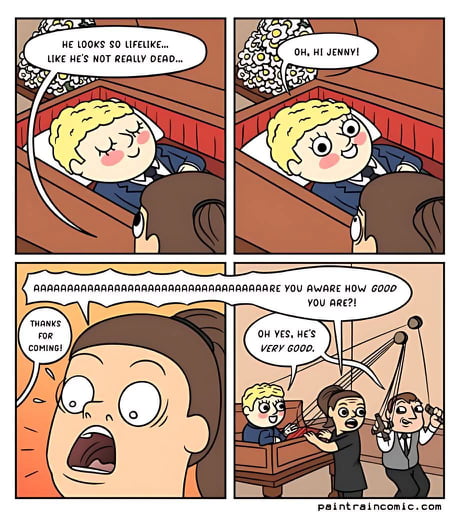 HE LOOKS SO LIFELIKE...
LIKE HE'S NOT REALLY DEAD...
OH, HI JENNY!
AAAAAAAAAAAAAAAAAAAAAAAAAAAAAAAAAAARE YOU AWARE HOW GOOD
YOU ARE?!
THANKS
FOR
COMING!
OH YES, HE'S
VERY GOOD.
paintraincomic.com